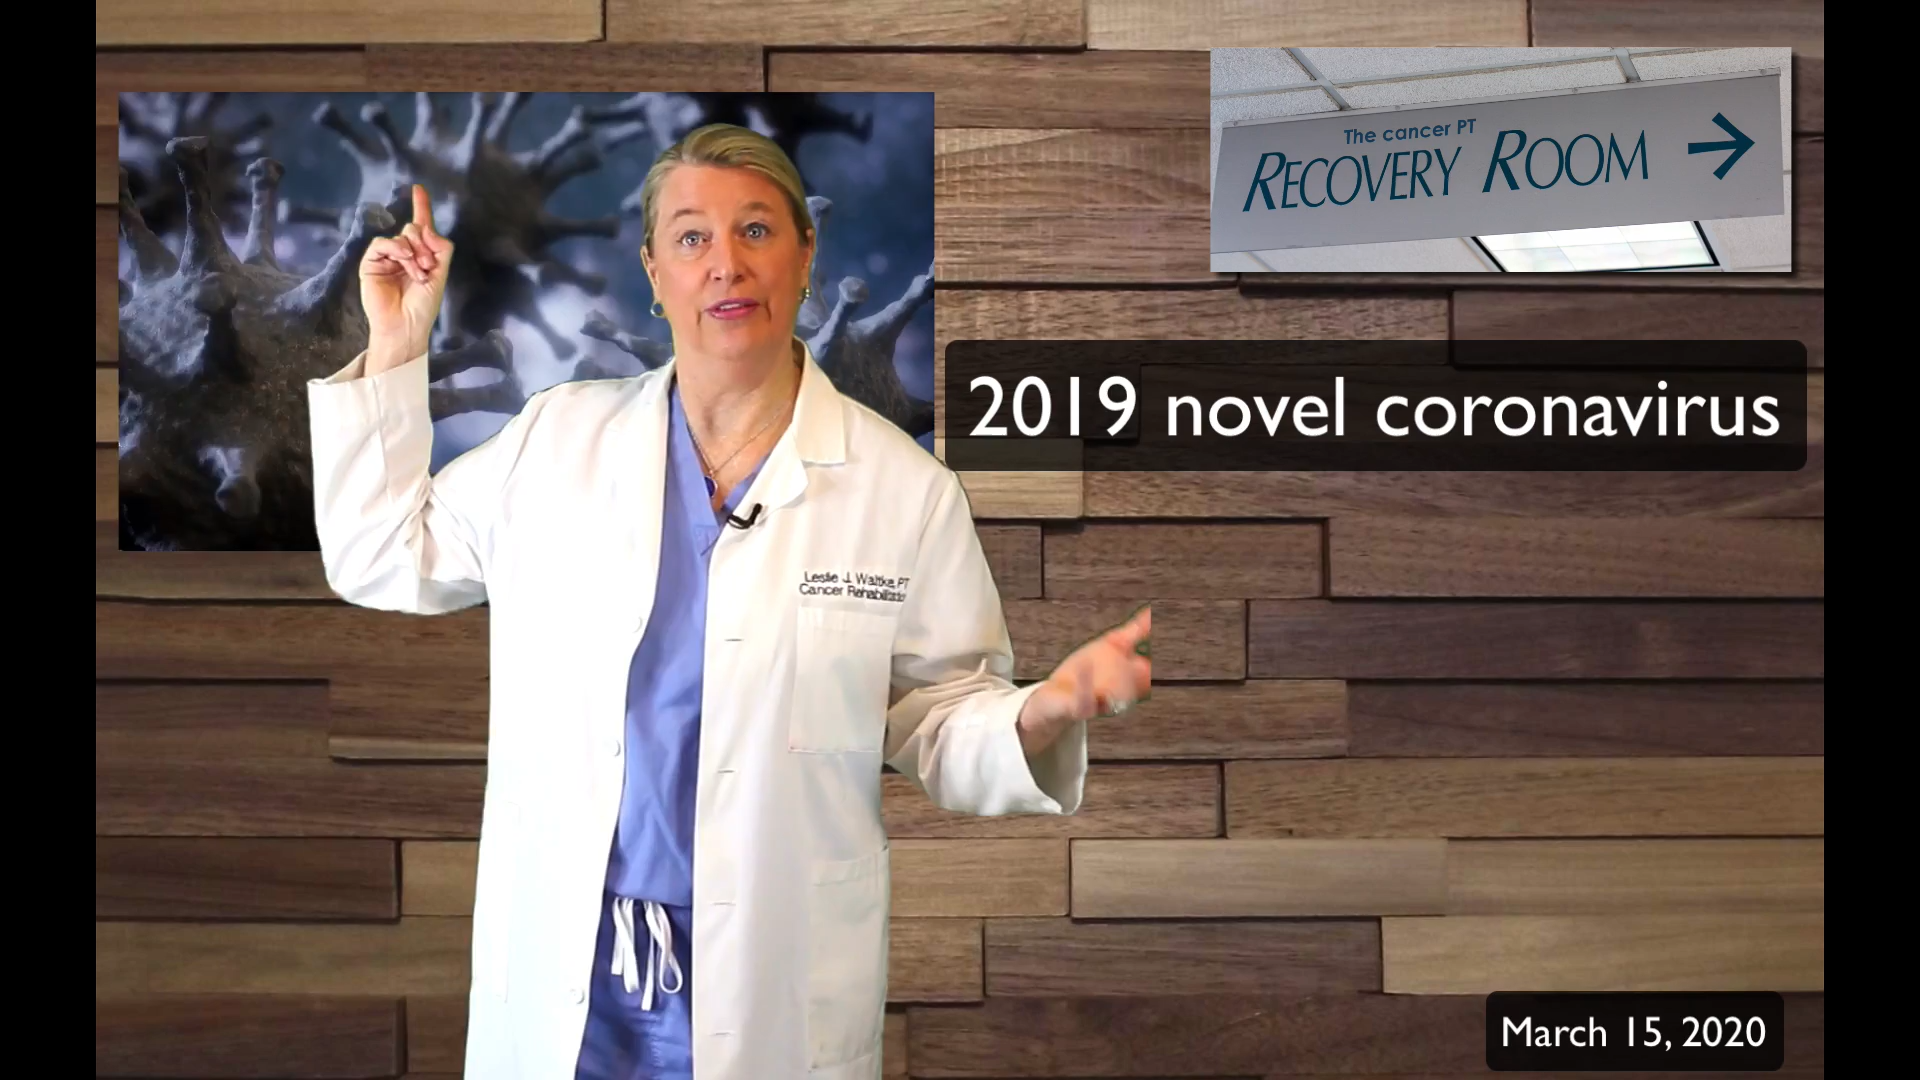 The cancer PT
RECOVERY ROOM
2019 novel coronavirus
Leslie J. Waltke, PT
Cancer Rehabilitation
March 15, 2020